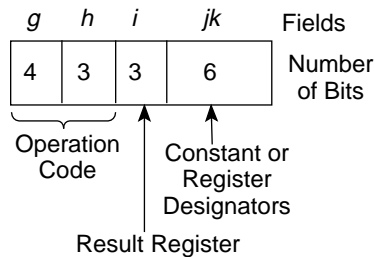 g h i jk Fields
4 3 3 6 Number
of Bits
Operation
Code
Constant or
Register
Designators
Result Register